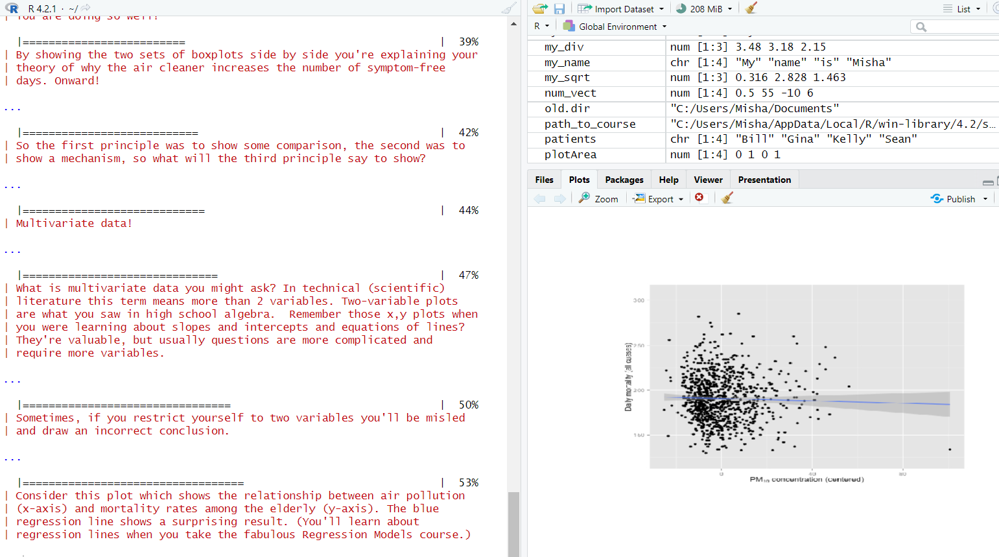 R 4.2.1 · ~/
| You are doing so well!
|========================= | 39%
| By showing the two sets of boxplots side by side you're explaining your
| theory of why the air cleaner increases the number of symptom-free
| days. Onward!
...
|=========================== | 42%
| So the first principle was to show some comparison, the second was to
| show a mechanism, so what will the third principle say to show?
...
|============================ | 44%
| Multivariate data!
...
|============================== | 47%
| What is multivariate data you might ask? In technical (scientific)
| literature this term means more than 2 variables. Two-variable plots
| are what you saw in high school algebra.  Remember those x,y plots when
| you were learning about slopes and intercepts and equations of lines?
| They're valuable, but usually questions are more complicated and
| require more variables.
...
|================================ | 50%
| Sometimes, if you restrict yourself to two variables you'll be misled
| and draw an incorrect conclusion.
...
|================================== | 53%
| Consider this plot which shows the relationship between air pollution
| (x-axis) and mortality rates among the elderly (y-axis). The blue
| regression line shows a surprising result. (You'll learn about
| regression lines when you take the fabulous Regression Models course.)
Import Dataset 208 MiB List
R Global Environment
my_div num [1:3] 3.48 3.18 2.15
my_name chr [1:4] "My" "name" "is" "Misha"
my_sqrt num [1:3] 0.316 2.828 1.463
num_vect num [1:4] 0.5 55 -10 6
old.dir "C:/Users/Misha/Documents"
path_to_course "C:/Users/Misha/AppData/Local/R/win-library/4.2/s...
patients chr [1:4] "Bill" "Gina" "Kelly" "Sean"
plotArea num [1:4] 0 1 0 1
Files Plots Packages Help Viewer Presentation
Zoom Export Publish
300
250
200
150
Daily mortality (all causes)
0 40 80
PM10 concentration (centered)